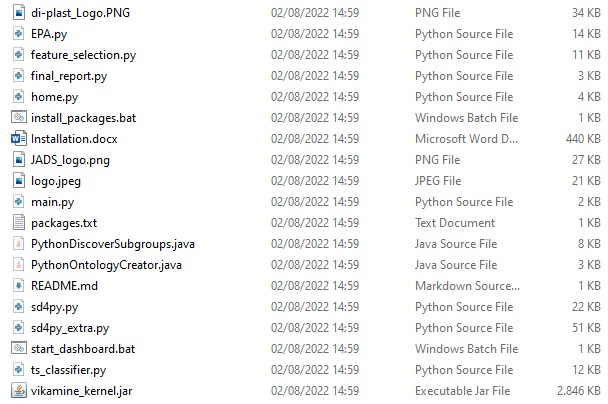 di-plast_Logo.PNG 02/08/2022 14:59 PNG File 34 KB
EPA.py 02/08/2022 14:59 Python Source File 14 KB
feature_selection.py 02/08/2022 14:59 Python Source File 11 KB
final_report.py 02/08/2022 14:59 Python Source File 3 KB
home.py 02/08/2022 14:59 Python Source File 4 KB
install_packages.bat 02/08/2022 14:59 Windows Batch File 1 KB
Installation.docx 02/08/2022 14:59 Microsoft Word D... 440 KB
JADS_logo.png 02/08/2022 14:59 PNG File 27 KB
logo.jpeg 02/08/2022 14:59 JPEG File 21 KB
main.py 02/08/2022 14:59 Python Source File 2 KB
packages.txt 02/08/2022 14:59 Text Document 1 KB
PythonDiscoverSubgroups.java 02/08/2022 14:59 Java Source File 8 KB
PythonOntologyCreator.java 02/08/2022 14:59 Java Source File 3 KB
README.md 02/08/2022 14:59 Markdown Source... 1 KB
sd4py.py 02/08/2022 14:59 Python Source File 22 KB
sd4py_extra.py 02/08/2022 14:59 Python Source File 51 KB
start_dashboard.bat 02/08/2022 14:59 Windows Batch File 1 KB
ts_classifier.py 02/08/2022 14:59 Python Source File 12 KB
vikamine_kernel.jar 02/08/2022 14:59 Executable Jar File 2.846 KB